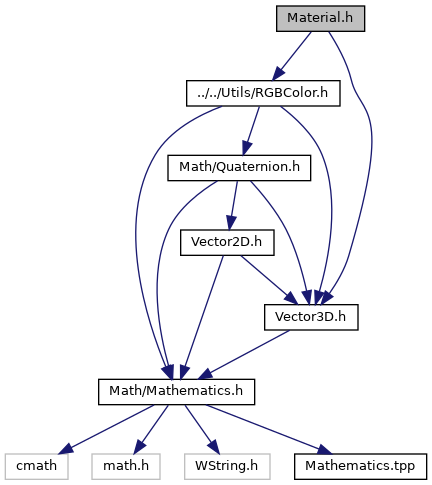 Material.h
../../Utils/RGBColor.h
Math/Quaternion.h
Vector2D.h
Vector3D.h
Math/Mathematics.h
cmath
math.h
WString.h
Mathematics.tpp